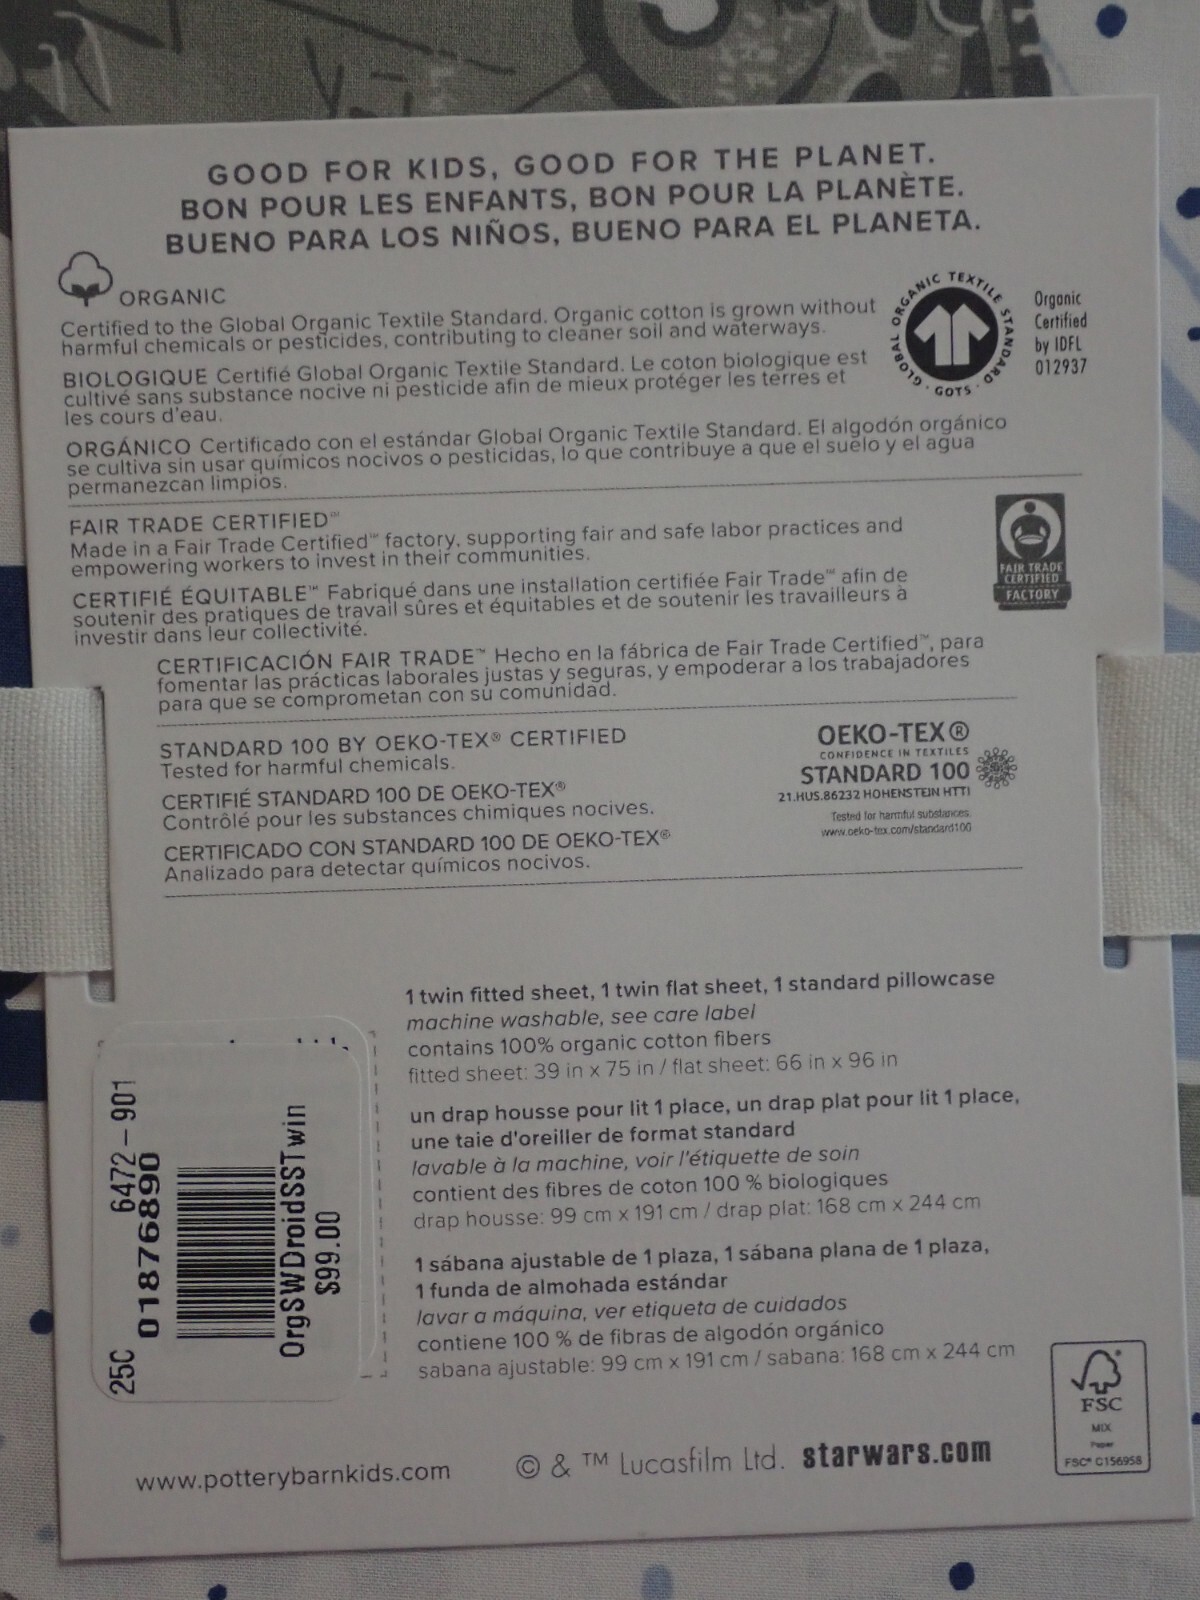 GOOD FOR KIDS, GOOD FOR THE PLANET.
BON POUR LES ENFANTS, BON POUR LA PLANÈTE.
BUENO PARA LOS NIÑOS, BUENO PARA EL PLANETA.
ORGANIC
Certified to the Global Organic Textile Standard. Organic cotton is grown without
harmful chemicals or pesticides, contributing to cleaner soil and waterways.
BIOLOGIQUE Certifié Global Organic Textile Standard. Le coton biologique est
cultivé sans substance nocive ni pesticide afin de mieux protéger les terres et
les cours d'eau.
ORGÁNICO Certificado con el estándar Global Organic Textile Standard. El algodón orgánico
se cultiva sin usar químicos nocivos o pesticidas, lo que contribuye a que el suelo y el agua
permanezcan limpios.
GLOBAL ORGANIC TEXTILE STANDARD · GOTS ·
Organic
Certified
by IDFL
012937
FAIR TRADE CERTIFIED™
Made in a Fair Trade Certified™ factory, supporting fair and safe labor practices and
empowering workers to invest in their communities.
CERTIFIÉ ÉQUITABLE™ Fabriqué dans une installation certifiée Fair Trade™ afin de
soutenir des pratiques de travail sûres et équitables et de soutenir les travailleurs à
investir dans leur collectivité.
CERTIFICACIÓN FAIR TRADE™ Hecho en la fábrica de Fair Trade Certified™, para
fomentar las prácticas laborales justas y seguras, y empoderar a los trabajadores
para que se comprometan con su comunidad.
FAIR TRADE
CERTIFIED
FACTORY
STANDARD 100 BY OEKO-TEX® CERTIFIED
Tested for harmful chemicals.
CERTIFIÉ STANDARD 100 DE OEKO-TEX®
Contrôlé pour les substances chimiques nocives.
CERTIFICADO CON STANDARD 100 DE OEKO-TEX®
Analizado para detectar químicos nocivos.
OEKO-TEX®
CONFIDENCE IN TEXTILES
STANDARD 100
21.HUS.86232 HOHENSTEIN HTTI
Tested for harmful substances.
www.oeko-tex.com/standard100
1 twin fitted sheet, 1 twin flat sheet, 1 standard pillowcase
machine washable, see care label
contains 100% organic cotton fibers
fitted sheet: 39 in x 75 in / flat sheet: 66 in x 96 in
un drap housse pour lit 1 place, un drap plat pour lit 1 place,
une taie d'oreiller de format standard
lavable à la machine, voir l'étiquette de soin
contient des fibres de coton 100 % biologiques
drap housse: 99 cm x 191 cm / drap plat: 168 cm x 244 cm
1 sábana ajustable de 1 plaza, 1 sábana plana de 1 plaza,
1 funda de almohada estándar
lavar a máquina, ver etiqueta de cuidados
contiene 100 % de fibras de algodón orgánico
sabana ajustable: 99 cm x 191 cm / sabana: 168 cm x 244 cm
25C 6472-901
01876890
OrgSWDroidSSTwin
$99.00
FSC
MIX
Paper
FSC® C156958
www.potterybarnkids.com
© & ™ Lucasfilm Ltd. starwars.com